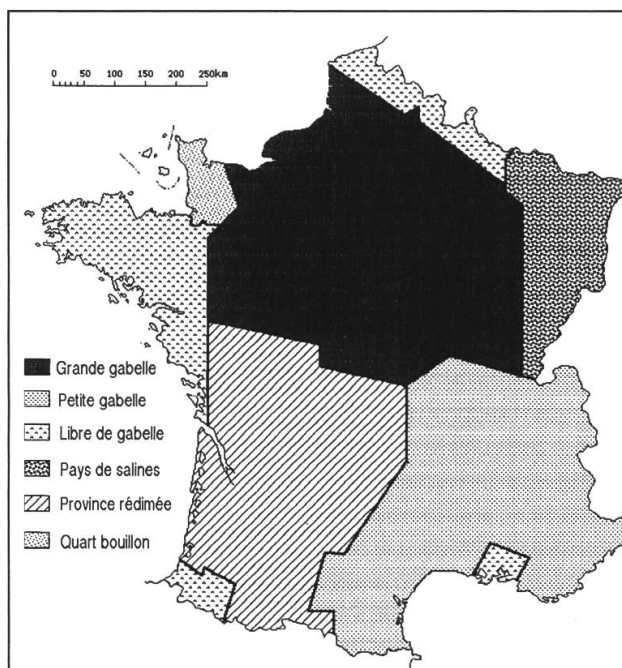 0 50 100 150 200 250km
Grande gabelle
Petite gabelle
Libre de gabelle
Pays de salines
Province rédimée
Quart bouillon